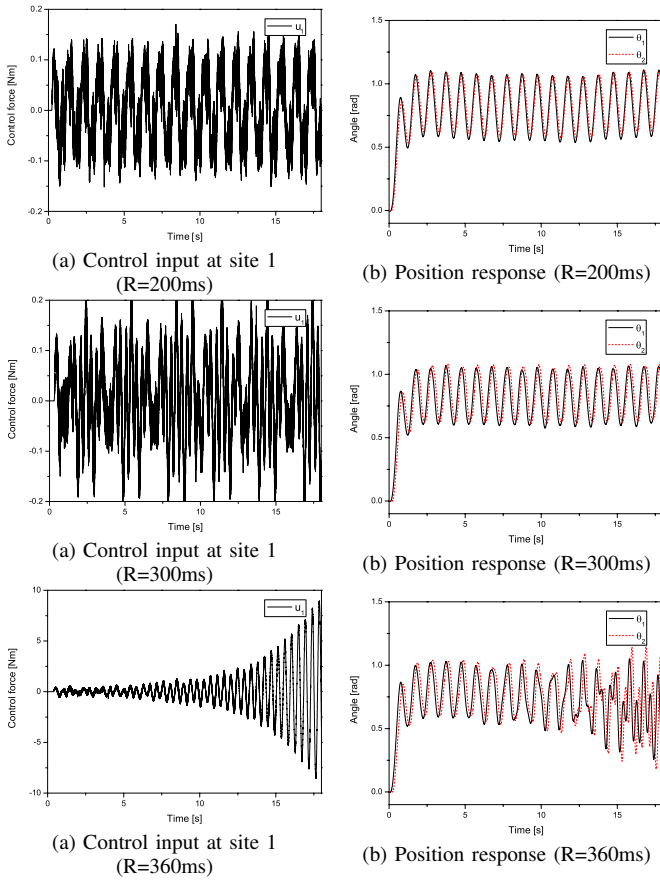 u1
0.2
0.1
0.0
-0.1
-0.2
Control force [Nm]
0 5 10 15
Time [s]
(a) Control input at site 1
(R=200ms)
θ1
θ2
1.5
1.0
0.5
0.0
Angle [rad]
0 5 10 15
Time [s]
(b) Position response (R=200ms)
u1
0.2
0.1
0.0
-0.1
-0.2
Control force [Nm]
0 5 10 15
Time [s]
(a) Control input at site 1
(R=300ms)
θ1
θ2
1.5
1.0
0.5
0.0
Angle [rad]
0 5 10 15
Time [s]
(b) Position response (R=300ms)
u1
10
5
0
-5
-10
Control force [Nm]
0 5 10 15
Time [s]
(a) Control input at site 1
(R=360ms)
θ1
θ2
1.5
1.0
0.5
0.0
Angle [rad]
0 5 10 15
Time [s]
(b) Position response (R=360ms)